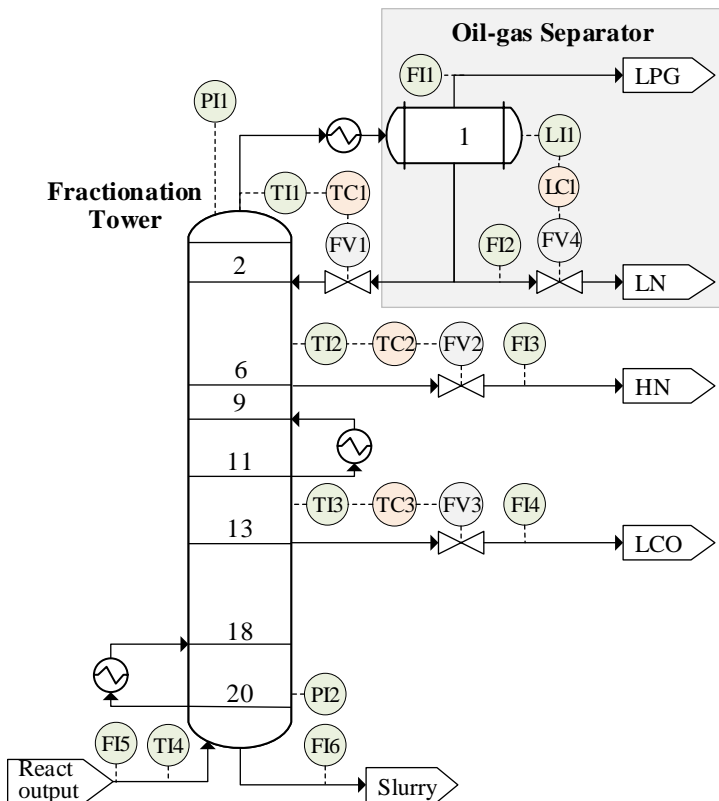 Oil-gas Separator
FI1
LPG
PI1
1
LI1
Fractionation
Tower
TI1
TC1
LC1
FV1
FI2
FV4
2
LN
TI2
TC2
FV2
FI3
6
HN
9
11
TI3
TC3
FV3
FI4
13
LCO
18
20
PI2
FI5
TI4
FI6
React
output
Slurry